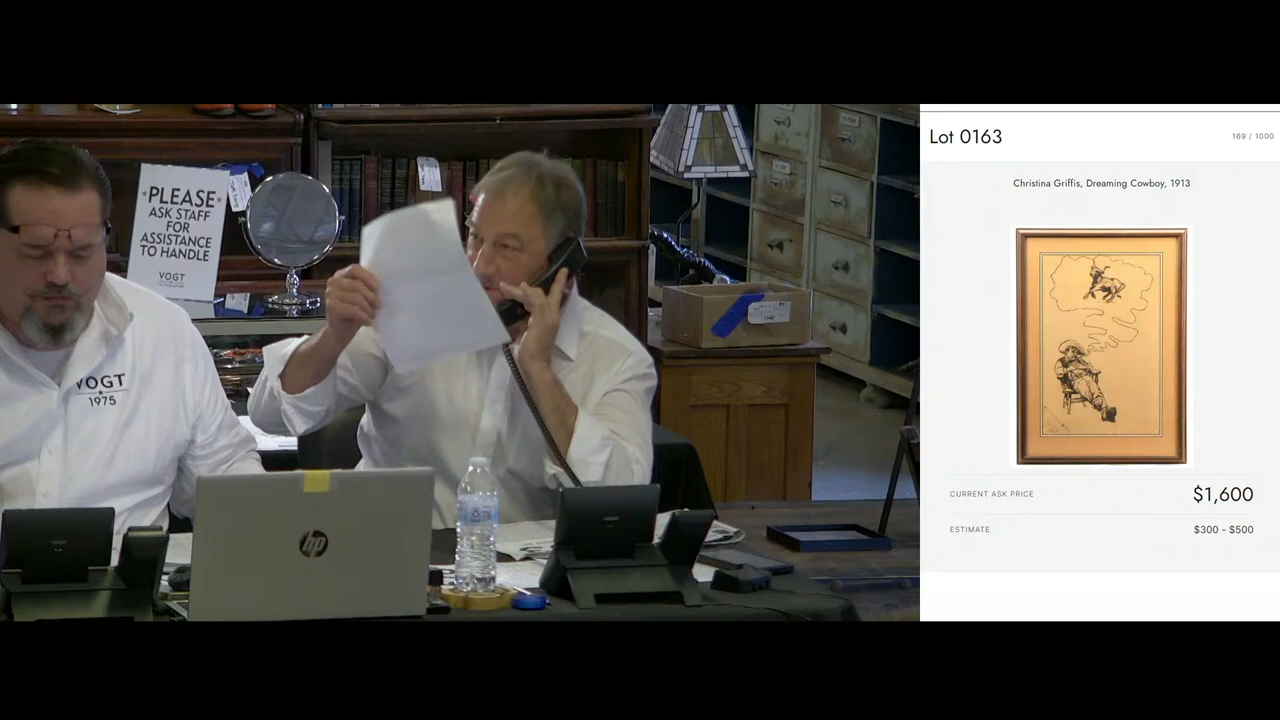 PLEASE
ASK STAFF
FOR
ASSISTANCE
TO HANDLE
VOGT
VOGT
1975
hp
Lot 0163
169 / 1000
Christina Griffis, Dreaming Cowboy, 1913
CURRENT ASK PRICE
$1,600
ESTIMATE
$300 - $500